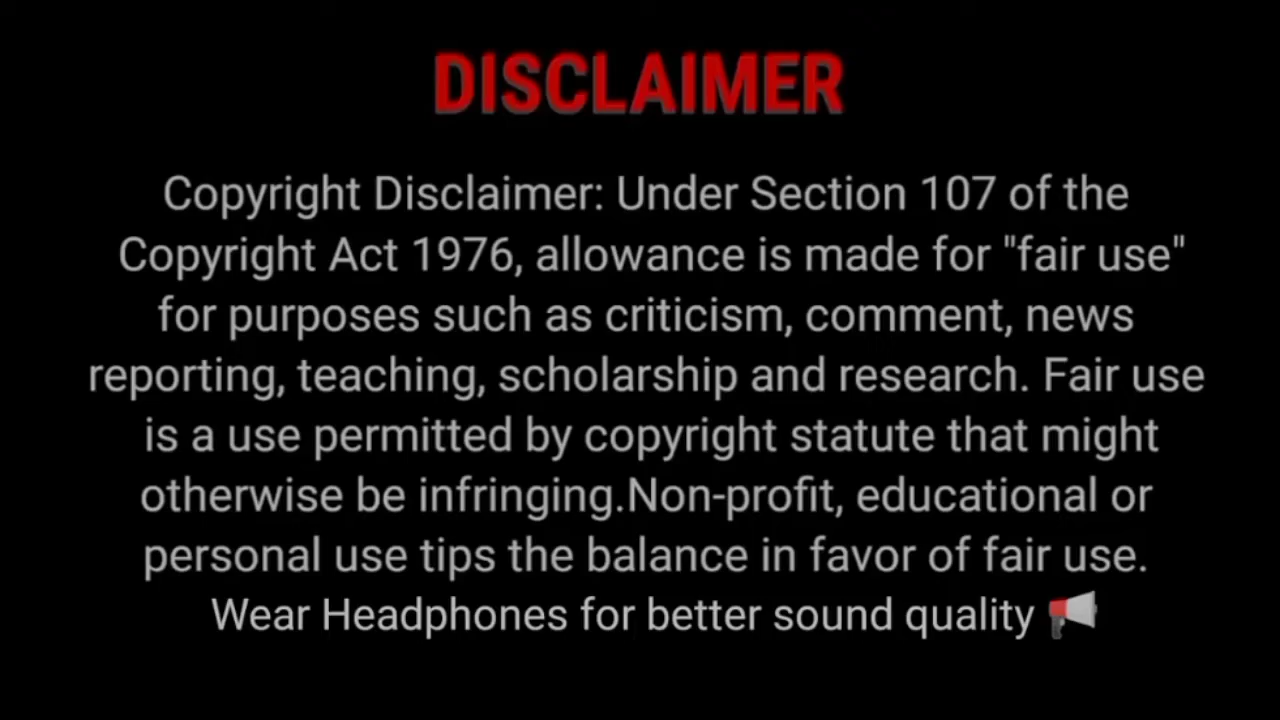 DISCLAIMER
Copyright Disclaimer: Under Section 107 of the
Copyright Act 1976, allowance is made for "fair use"
for purposes such as criticism, comment, news
reporting, teaching, scholarship and research. Fair use
is a use permitted by copyright statute that might
otherwise be infringing.Non-profit, educational or
personal use tips the balance in favor of fair use.
Wear Headphones for better sound quality